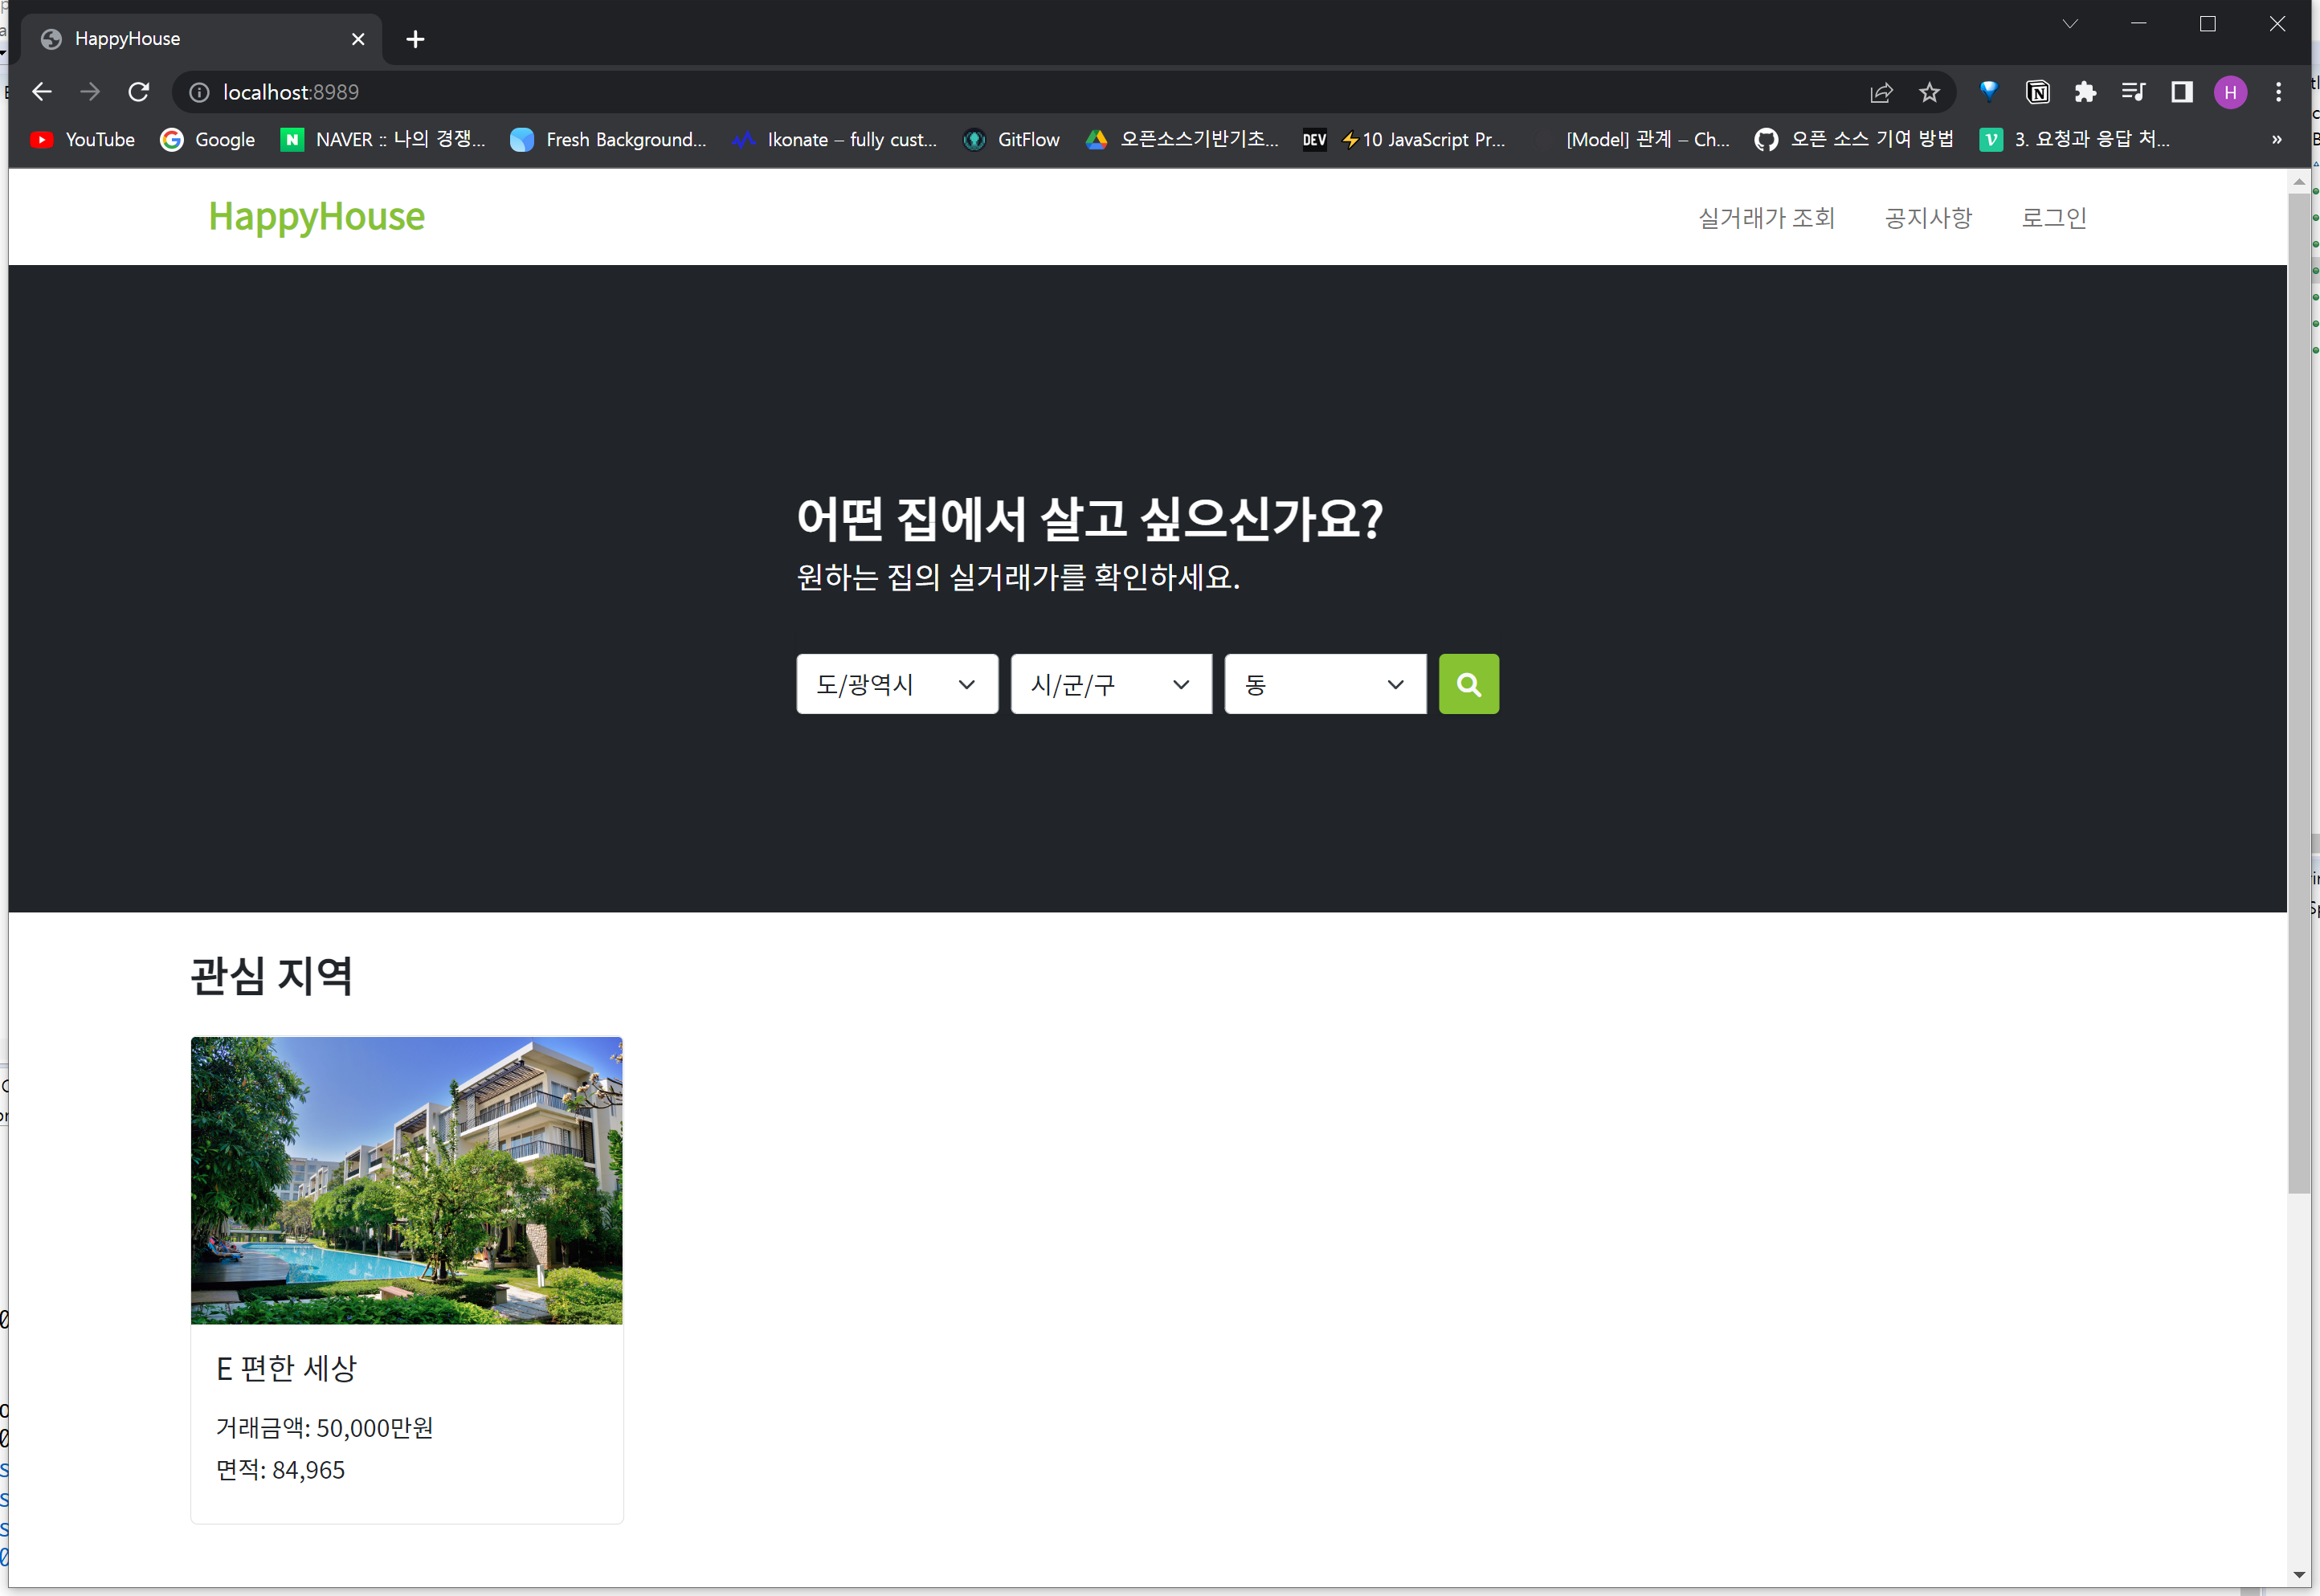 HappyHouse
localhost:8989
YouTube Google NAVER :: 나의 경쟁... Fresh Background... Ikonate – fully cust... GitFlow 오픈소스기반기초... DEV ⚡10 JavaScript Pr... [Model] 관계 – Ch... 오픈 소스 기여 방법 3. 요청과 응답 처... »
HappyHouse 실거래가 조회 공지사항 로그인
어떤 집에서 살고 싶으신가요?
원하는 집의 실거래가를 확인하세요.
도/광역시 시/군/구 동
관심 지역
E 편한 세상
거래금액: 50,000만원
면적: 84,965